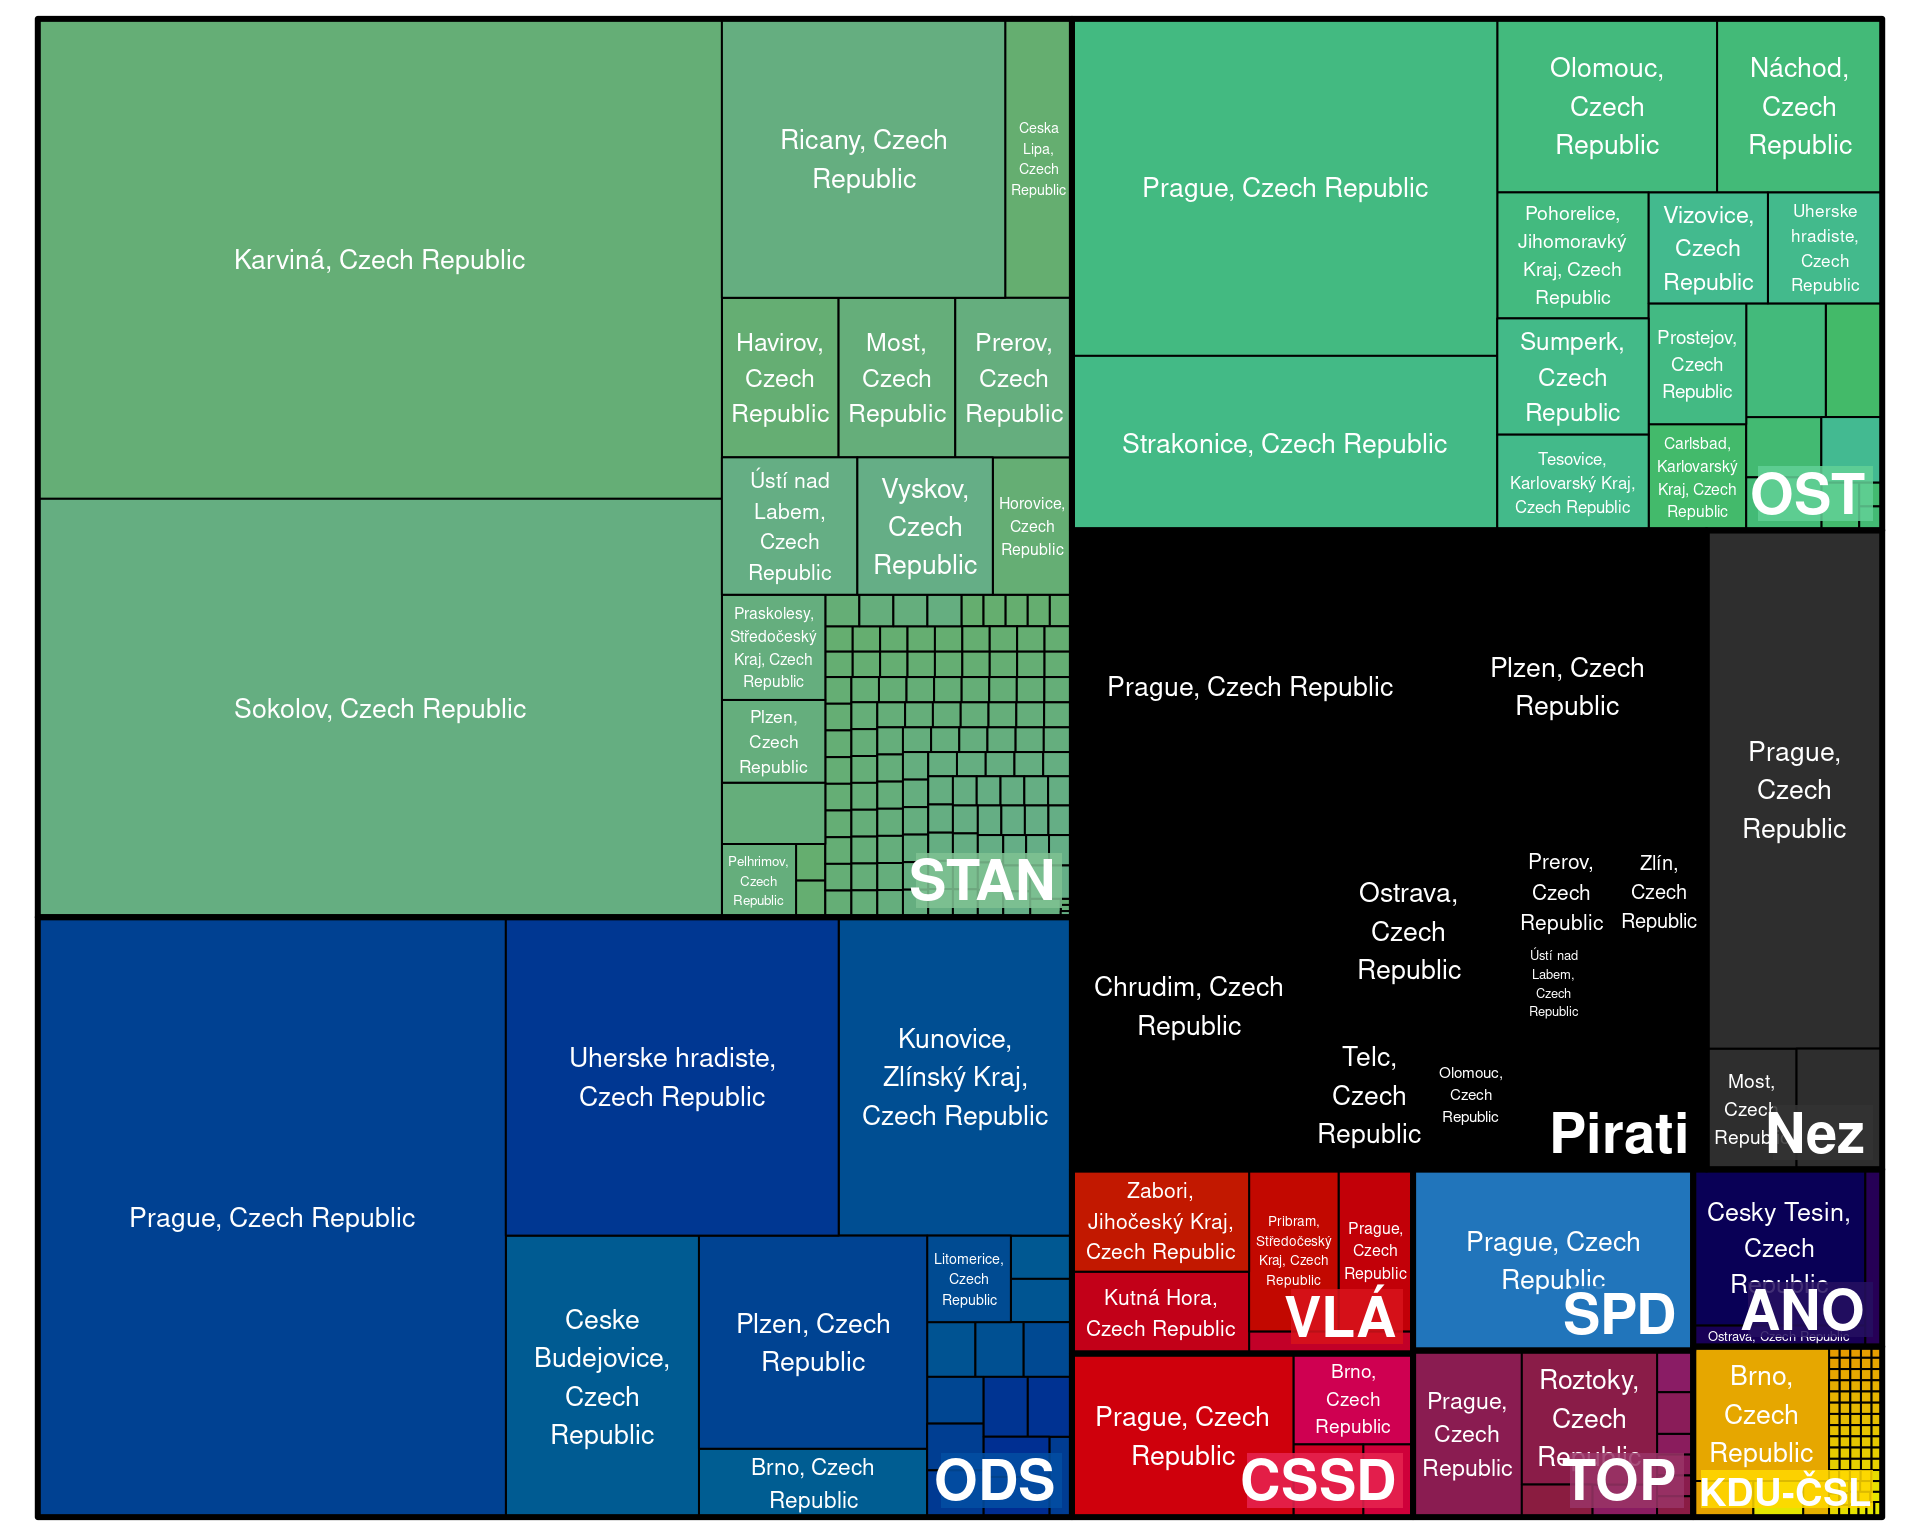 Karviná, Czech Republic
Sokolov, Czech Republic
Ricany, Czech
Republic
Ceska
Lipa,
Czech
Republic
Havirov,
Czech
Republic
Most,
Czech
Republic
Prerov,
Czech
Republic
Ústí nad
Labem,
Czech
Republic
Vyskov,
Czech
Republic
Horovice,
Czech
Republic
Praskolesy,
Středočeský
Kraj, Czech
Republic
Plzen,
Czech
Republic
Pelhrimov,
Czech
Republic
STAN
Prague, Czech Republic
Strakonice, Czech Republic
Olomouc,
Czech
Republic
Náchod,
Czech
Republic
Pohorelice,
Jihomoravký
Kraj, Czech
Republic
Vizovice,
Czech
Republic
Uherske
hradiste,
Czech
Republic
Sumperk,
Czech
Republic
Prostejov,
Czech
Republic
Tesovice,
Karlovarský Kraj,
Czech Republic
Carlsbad,
Karlovarský
Kraj, Czech
Republic
OST
Prague, Czech Republic
Plzen, Czech
Republic
Chrudim, Czech
Republic
Ostrava,
Czech
Republic
Prerov,
Czech
Republic
Zlín,
Czech
Republic
Ústí nad
Labem,
Czech
Republic
Telc,
Czech
Republic
Olomouc,
Czech
Republic
Pirati
Prague,
Czech
Republic
Most,
Czech
Republic
Nez
Prague, Czech Republic
Uherske hradiste,
Czech Republic
Kunovice,
Zlínský Kraj,
Czech Republic
Ceske
Budejovice,
Czech
Republic
Plzen, Czech
Republic
Brno, Czech
Republic
Litomerice,
Czech
Republic
ODS
Zabori,
Jihočeský Kraj,
Czech Republic
Kutná Hora,
Czech Republic
Pribram,
Středočeský
Kraj, Czech
Republic
Prague,
Czech
Republic
VLÁ
Prague, Czech
Republic
SPD
Cesky Tesin,
Czech
Republic
Ostrava, Czech Republic
ANO
Prague, Czech
Republic
Brno,
Czech
Republic
CSSD
Prague,
Czech
Republic
Roztoky,
Czech
Republic
TOP
Brno,
Czech
Republic
KDU-ČSL